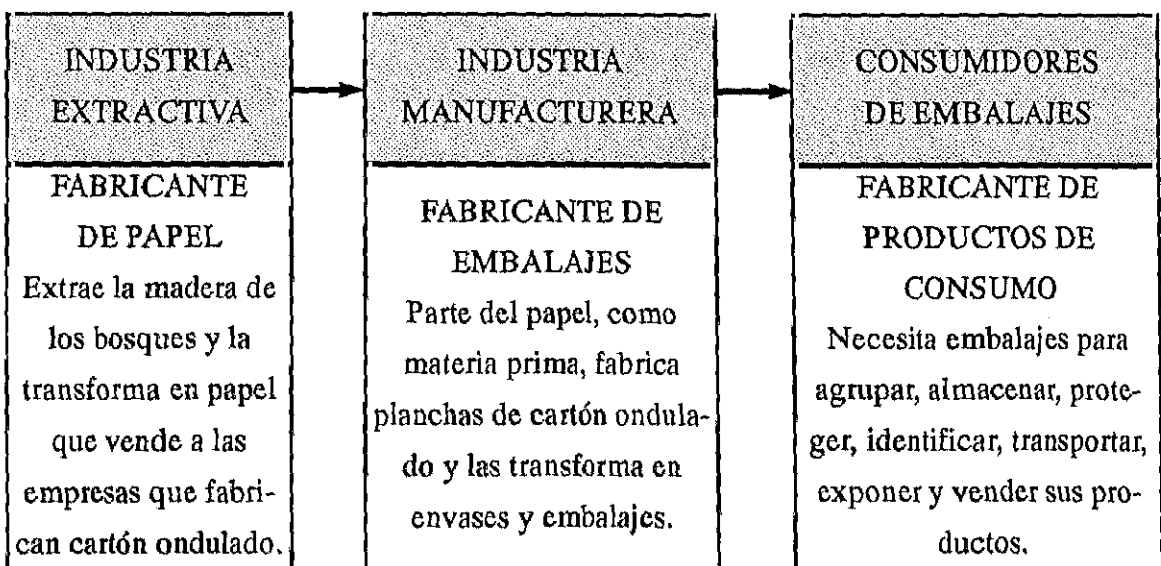 INDUSTRIA
EXTRACTIVA
FABRICANTE
DE PAPEL
Extrae la madera de
los bosques y la
transforma en papel
que vende a las
empresas que fabri-
can cartón ondulado.
INDUSTRIA
MANUFACTURERA
FABRICANTE DE
EMBALAJES
Parte del papel, como
materia prima, fabrica
planchas de cartón ondula-
do y las transforma en
envases y embalajes.
CONSUMIDORES
DE EMBALAJES
FABRICANTE DE
PRODUCTOS DE
CONSUMO
Necesita embalajes para
agrupar, almacenar, prote-
ger, identificar, transportar,
exponer y vender sus pro-
ductos.